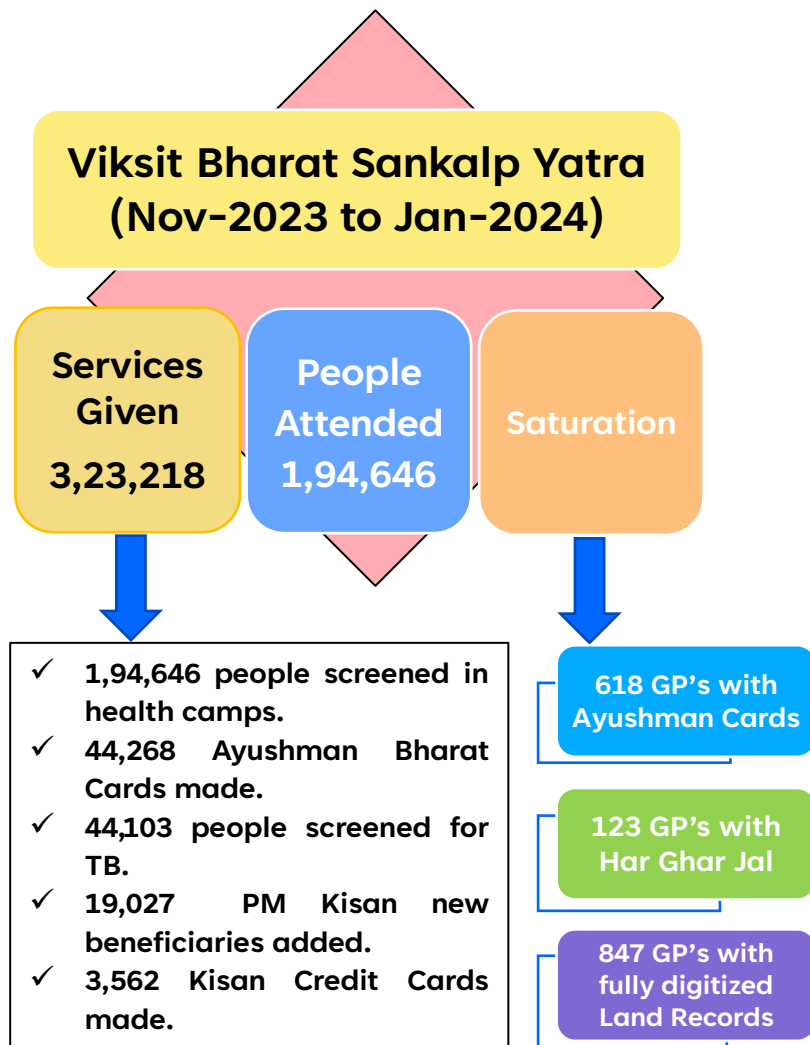 Viksit Bharat Sankalp Yatra
(Nov-2023 to Jan-2024)
Services
Given
3,23,218
People
Attended
1,94,646
Saturation
✓ 1,94,646 people screened in
health camps.
✓ 44,268 Ayushman Bharat
Cards made.
✓ 44,103 people screened for
TB.
✓ 19,027 PM Kisan new
beneficiaries added.
✓ 3,562 Kisan Credit Cards
made.
618 GP's with
Ayushman Cards
123 GP's with
Har Ghar Jal
847 GP's with
fully digitized
Land Records